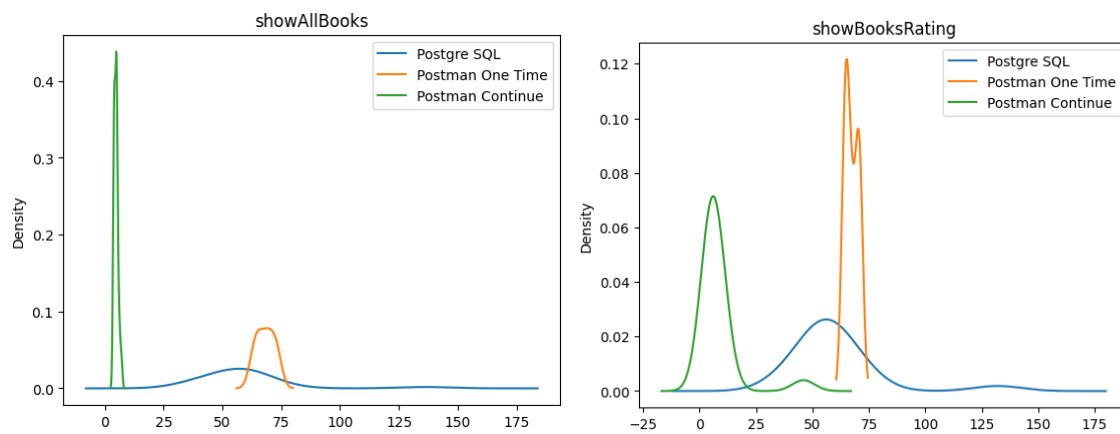 showAllBooks
Postgre SQL
Postman One Time
Postman Continue
Density
0.4
0.3
0.2
0.1
0.0
0
25
50
75
100
125
150
175
showBooksRating
Postgre SQL
Postman One Time
Postman Continue
Density
0.12
0.10
0.08
0.06
0.04
0.02
0.00
−25
0
25
50
75
100
125
150
175